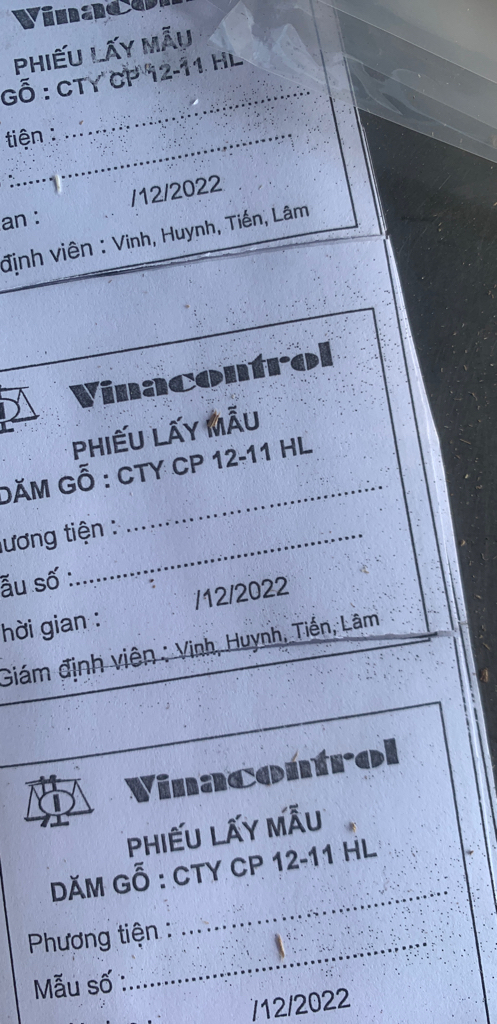 Vinacon
PHIẾU LẤY MẪU
GỖ : CTY CP 12-11 HL
tiện :
:
an : /12/2022
định viên : Vinh, Huynh, Tiến, Lâm
Vinacontrol
PHIẾU LẤY MẪU
DĂM GỖ : CTY CP 12-11 HL
ương tiện :
ẫu số :
hời gian : /12/2022
Giám định viên : Vinh, Huynh, Tiến, Lâm
Vinacontrol
PHIẾU LẤY MẪU
DĂM GỖ : CTY CP 12-11 HL
Phương tiện :
Mẫu số :
/12/2022